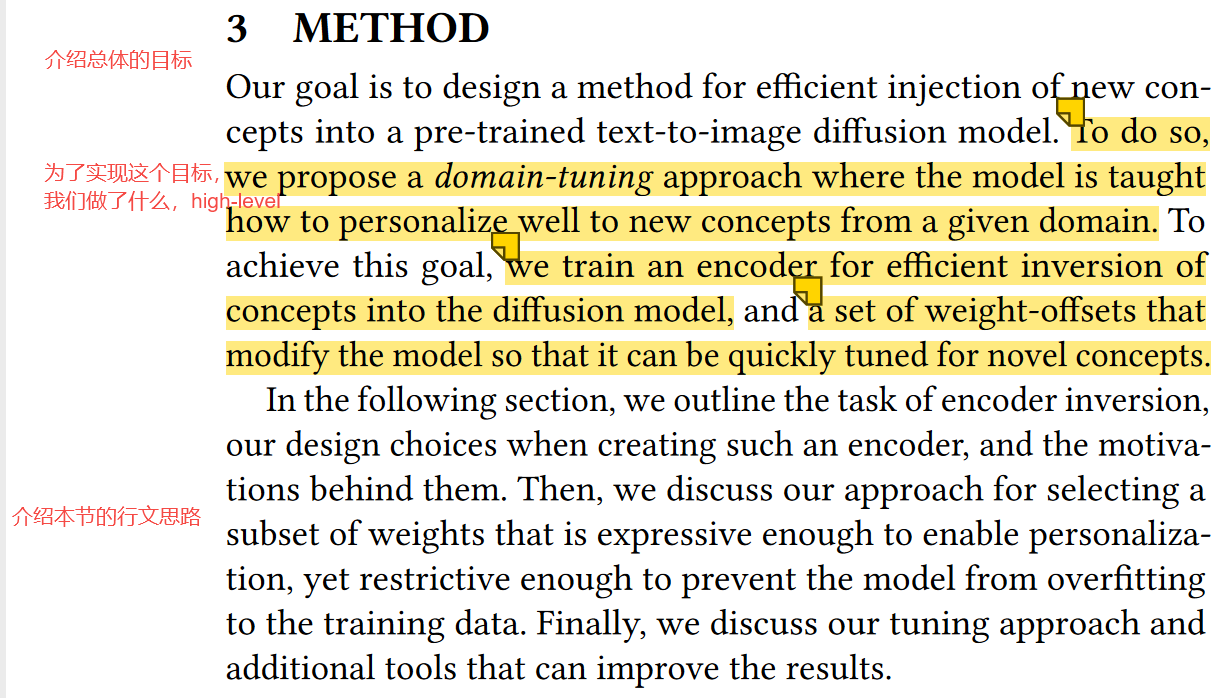 3 METHOD
介绍总体的目标
Our goal is to design a method for efficient injection of new con-
cepts into a pre-trained text-to-image diffusion model. To do so,
为了实现这个目标，
我们做了什么，high-level
we propose a domain-tuning approach where the model is taught
how to personalize well to new concepts from a given domain. To
achieve this goal, we train an encoder for efficient inversion of
concepts into the diffusion model, and a set of weight-offsets that
modify the model so that it can be quickly tuned for novel concepts.
In the following section, we outline the task of encoder inversion,
our design choices when creating such an encoder, and the motiva-
tions behind them. Then, we discuss our approach for selecting a
介绍本节的行文思路
subset of weights that is expressive enough to enable personaliza-
tion, yet restrictive enough to prevent the model from overfitting
to the training data. Finally, we discuss our tuning approach and
additional tools that can improve the results.